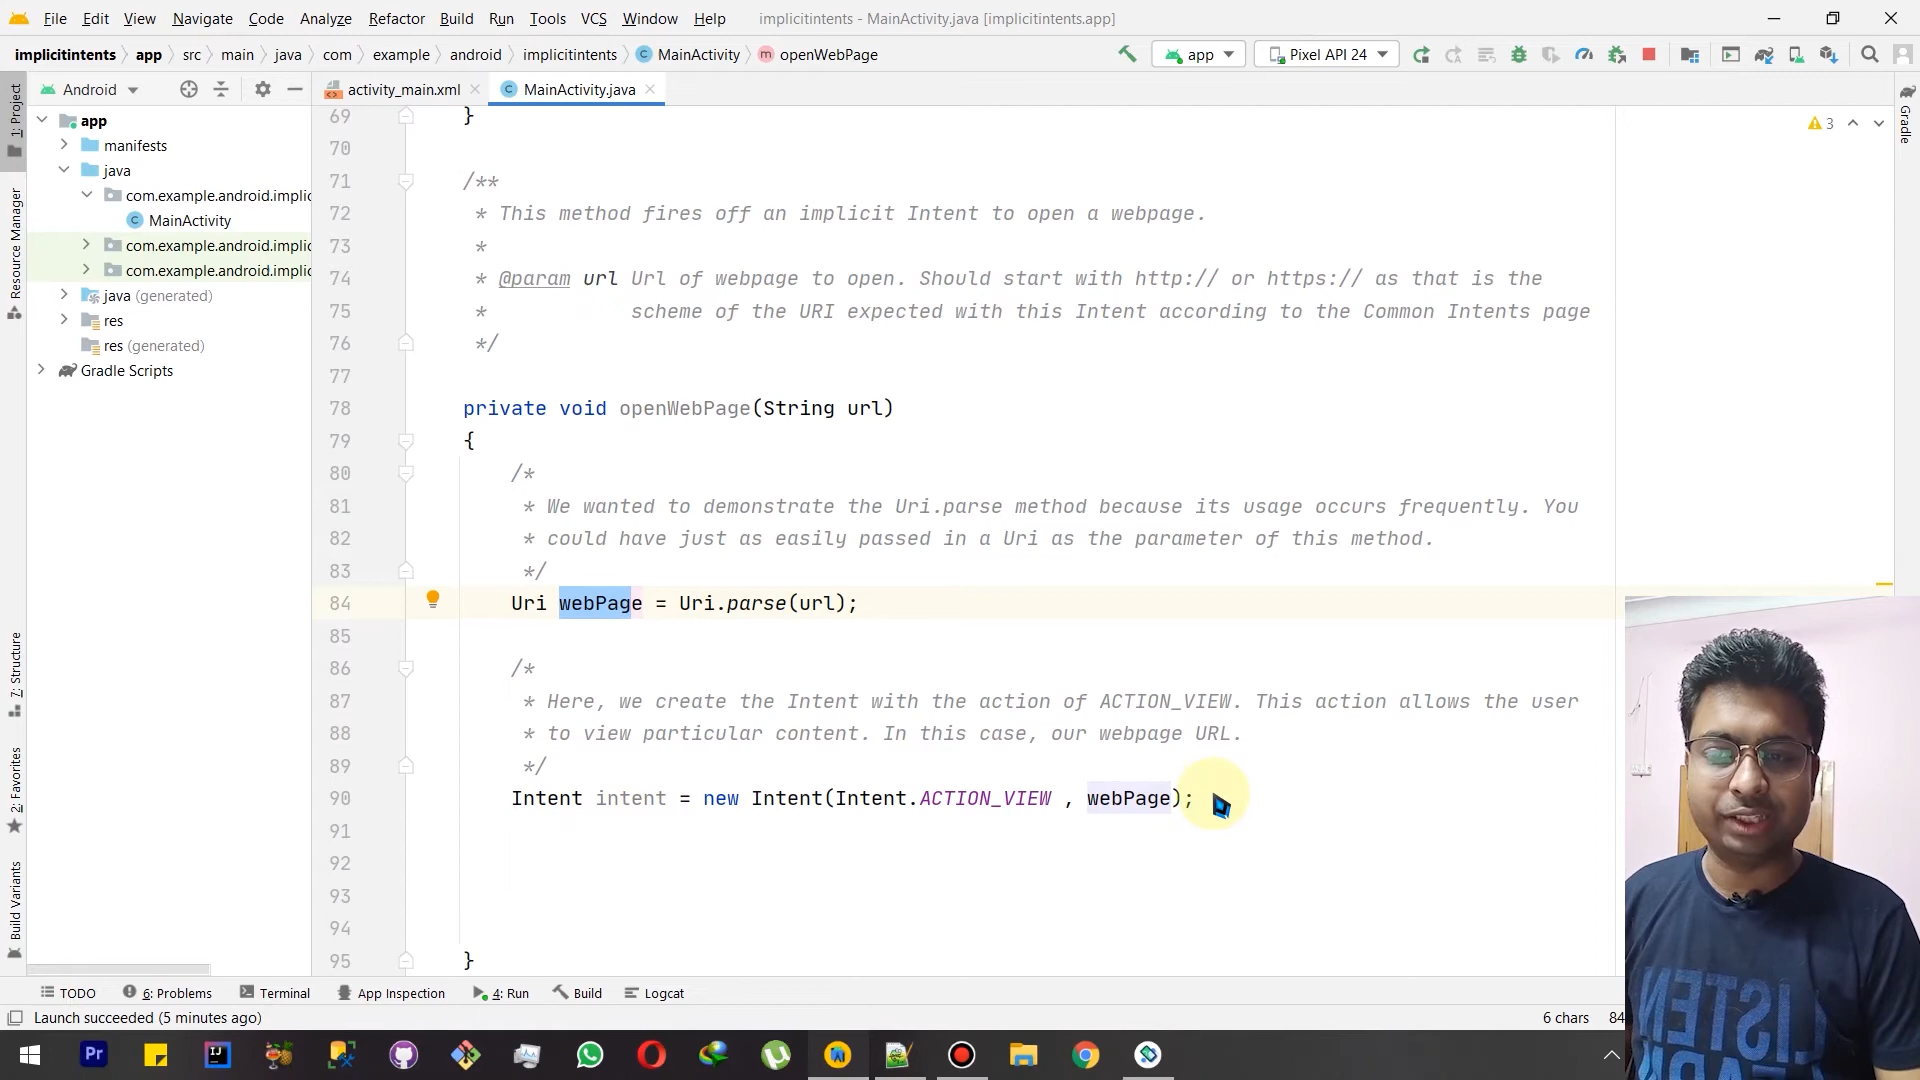 File Edit View Navigate Code Analyze Refactor Build Run Tools VCS Window Help implicitintents - MainActivity.java [implicitintents.app]
implicitintents app src main java com example android implicitintents MainActivity openWebPage app Pixel API 24
Android activity_main.xml MainActivity.java
1: Project
Resource Manager
7: Structure
2: Favorites
Build Variants
Gradle
app
manifests
java
com.example.android.implic
MainActivity
com.example.android.implic
com.example.android.implic
java (generated)
res
res (generated)
Gradle Scripts
3
69 }
70
71 /**
72 * This method fires off an implicit Intent to open a webpage.
73 *
74 * @param url Url of webpage to open. Should start with http:// or https:// as that is the
75 * scheme of the URI expected with this Intent according to the Common Intents page
76 */
77
78 private void openWebPage(String url)
79 {
80 /*
81 * We wanted to demonstrate the Uri.parse method because its usage occurs frequently. You
82 * could have just as easily passed in a Uri as the parameter of this method.
83 */
84 Uri webPage = Uri.parse(url);
85
86 /*
87 * Here, we create the Intent with the action of ACTION_VIEW. This action allows the user
88 * to view particular content. In this case, our webpage URL.
89 */
90 Intent intent = new Intent(Intent.ACTION_VIEW , webPage);
91
92
93
94
95 }
TODO 6: Problems Terminal App Inspection 4: Run Build Logcat
Launch succeeded (5 minutes ago) 6 chars
Pr
IJ